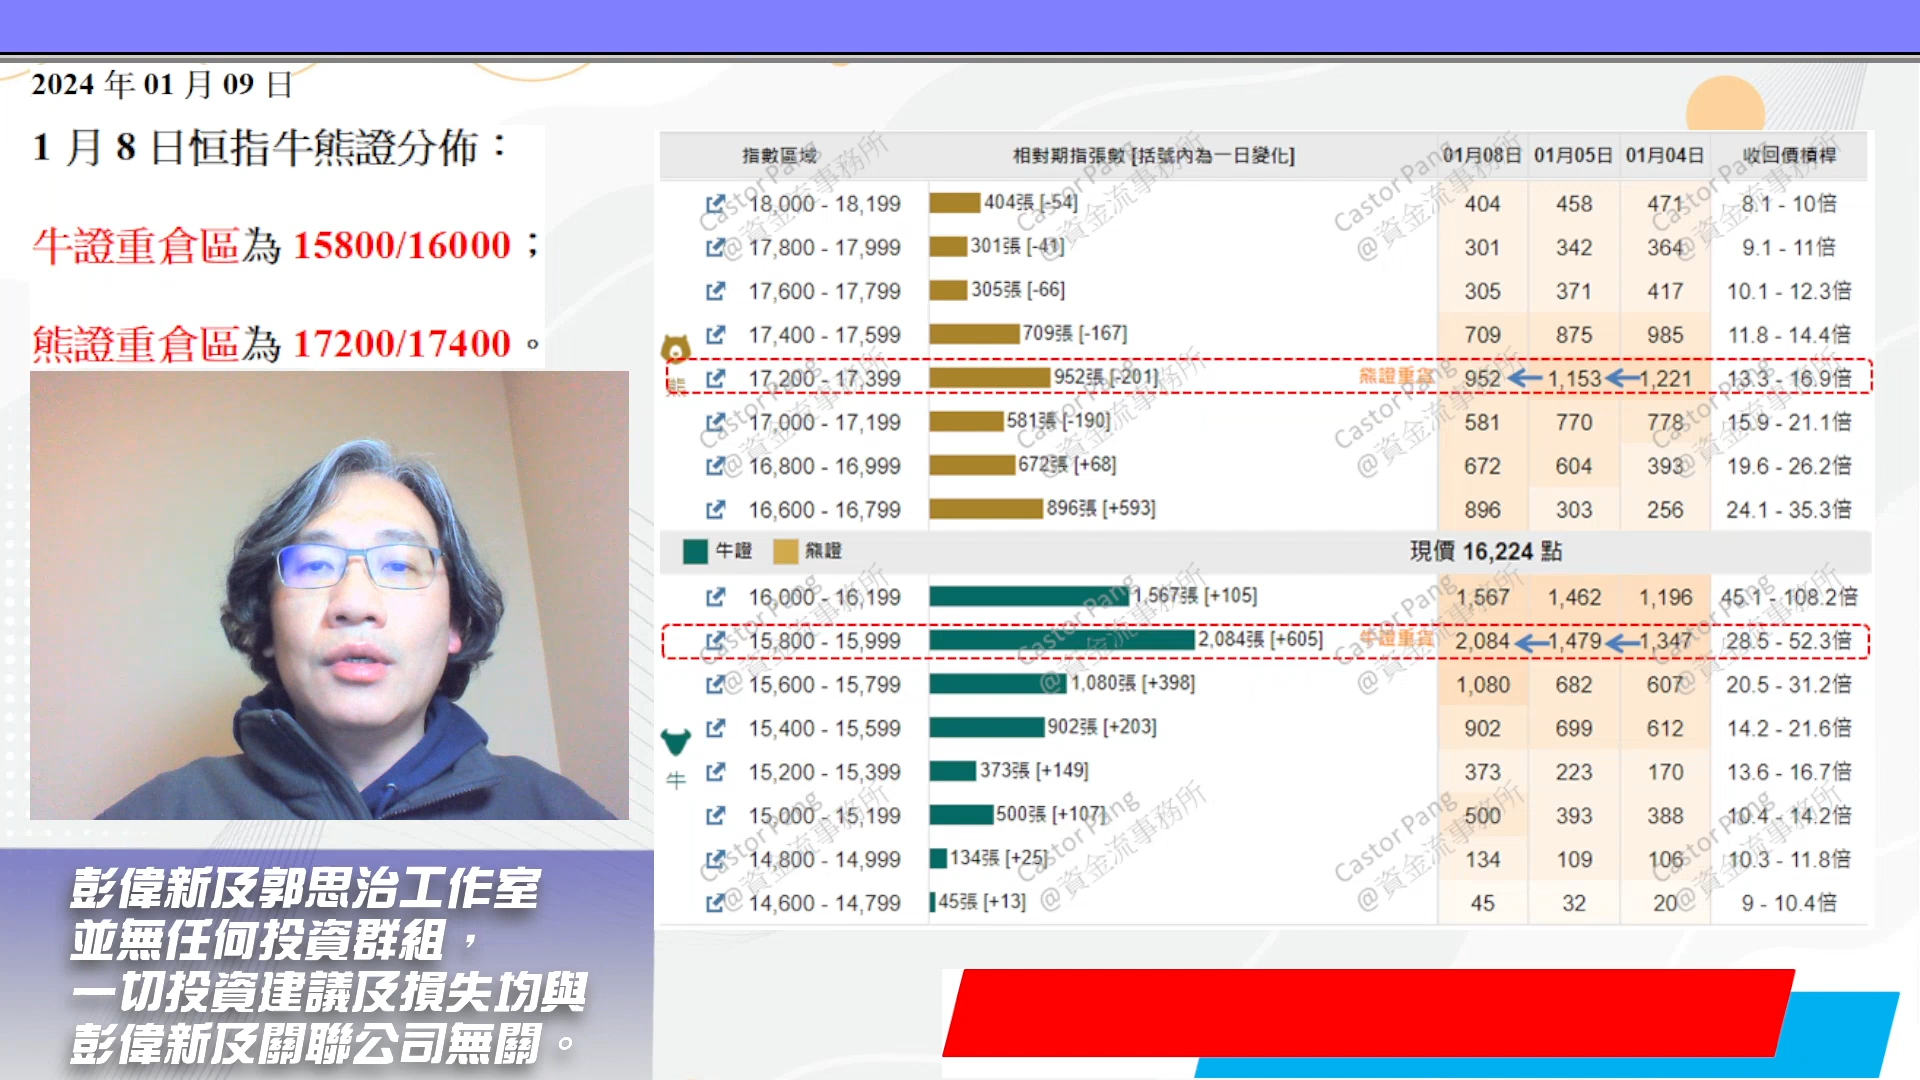 2024 年 01 月 09 日
1 月 8 日恒指牛熊證分佈：
牛證重倉區為 15800/16000；
熊證重倉區為 17200/17400。
指數區域 相對期指張數 [括號內為一日變化] 01月08日 01月05日 01月04日 收回價槓桿
18,000 - 18,199 404張 [-54] 404 458 471 8.1 - 10倍
17,800 - 17,999 301張 [-41] 301 342 364 9.1 - 11倍
17,600 - 17,799 305張 [-66] 305 371 417 10.1 - 12.3倍
17,400 - 17,599 709張 [-167] 709 875 985 11.8 - 14.4倍
熊 17,200 - 17,399 952張 [-201] 熊證重貨 952 1,153 1,221 13.3 - 16.9倍
17,000 - 17,199 581張 [-190] 581 770 778 15.9 - 21.1倍
16,800 - 16,999 672張 [+68] 672 604 393 19.6 - 26.2倍
16,600 - 16,799 896張 [+593] 896 303 256 24.1 - 35.3倍
牛證 熊證 現價 16,224 點
16,000 - 16,199 1,567張 [+105] 1,567 1,462 1,196 45.1 - 108.2倍
15,800 - 15,999 2,084張 [+605] 牛證重貨 2,084 1,479 1,347 28.5 - 52.3倍
15,600 - 15,799 1,080張 [+398] 1,080 682 607 20.5 - 31.2倍
15,400 - 15,599 902張 [+203] 902 699 612 14.2 - 21.6倍
牛 15,200 - 15,399 373張 [+149] 373 223 170 13.6 - 16.7倍
15,000 - 15,199 500張 [+107] 500 393 388 10.4 - 14.2倍
14,800 - 14,999 134張 [+25] 134 109 106 10.3 - 11.8倍
14,600 - 14,799 45張 [+13] 45 32 20 9 - 10.4倍
Castor Pang
@資金流事務所
彭偉新及郭思治工作室
並無任何投資群組，
一切投資建議及損失均與
彭偉新及關聯公司無關。